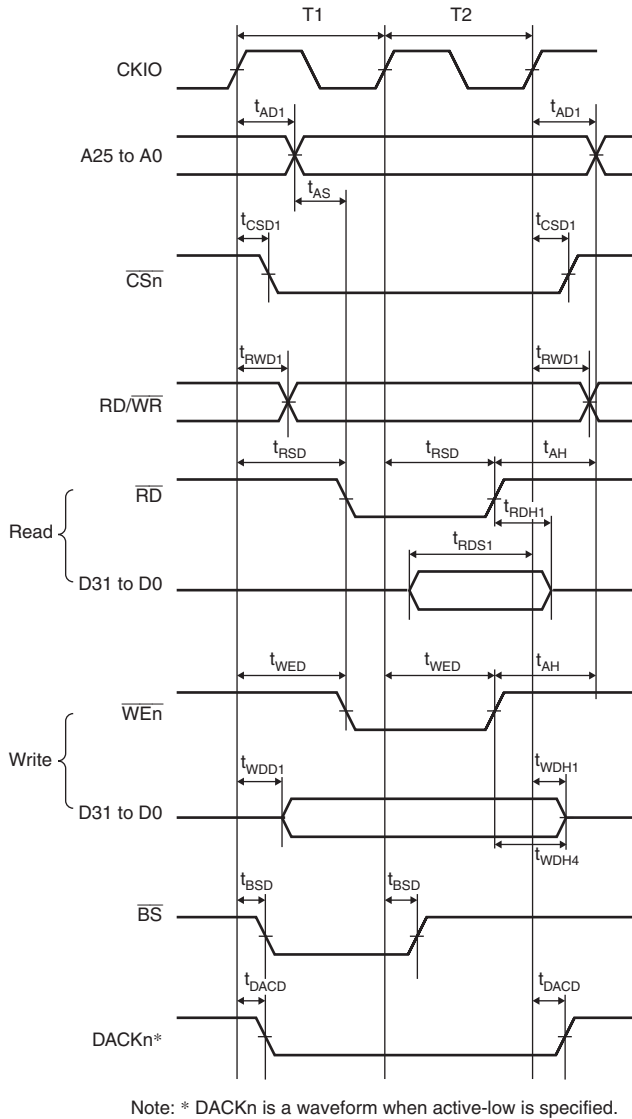 T1 T2
CKIO
tAD1 tAD1
A25 to A0
tAS
tCSD1 tCSD1
CSn
tRWD1 tRWD1
RD/WR
tRSD tRSD tAH
RD
tRDH1
Read
tRDS1
D31 to D0
tWED tWED tAH
WEn
Write
tWDD1 tWDH1
D31 to D0
tWDH4
tBSD tBSD
BS
tDACD tDACD
DACKn*
Note: * DACKn is a waveform when active-low is specified.